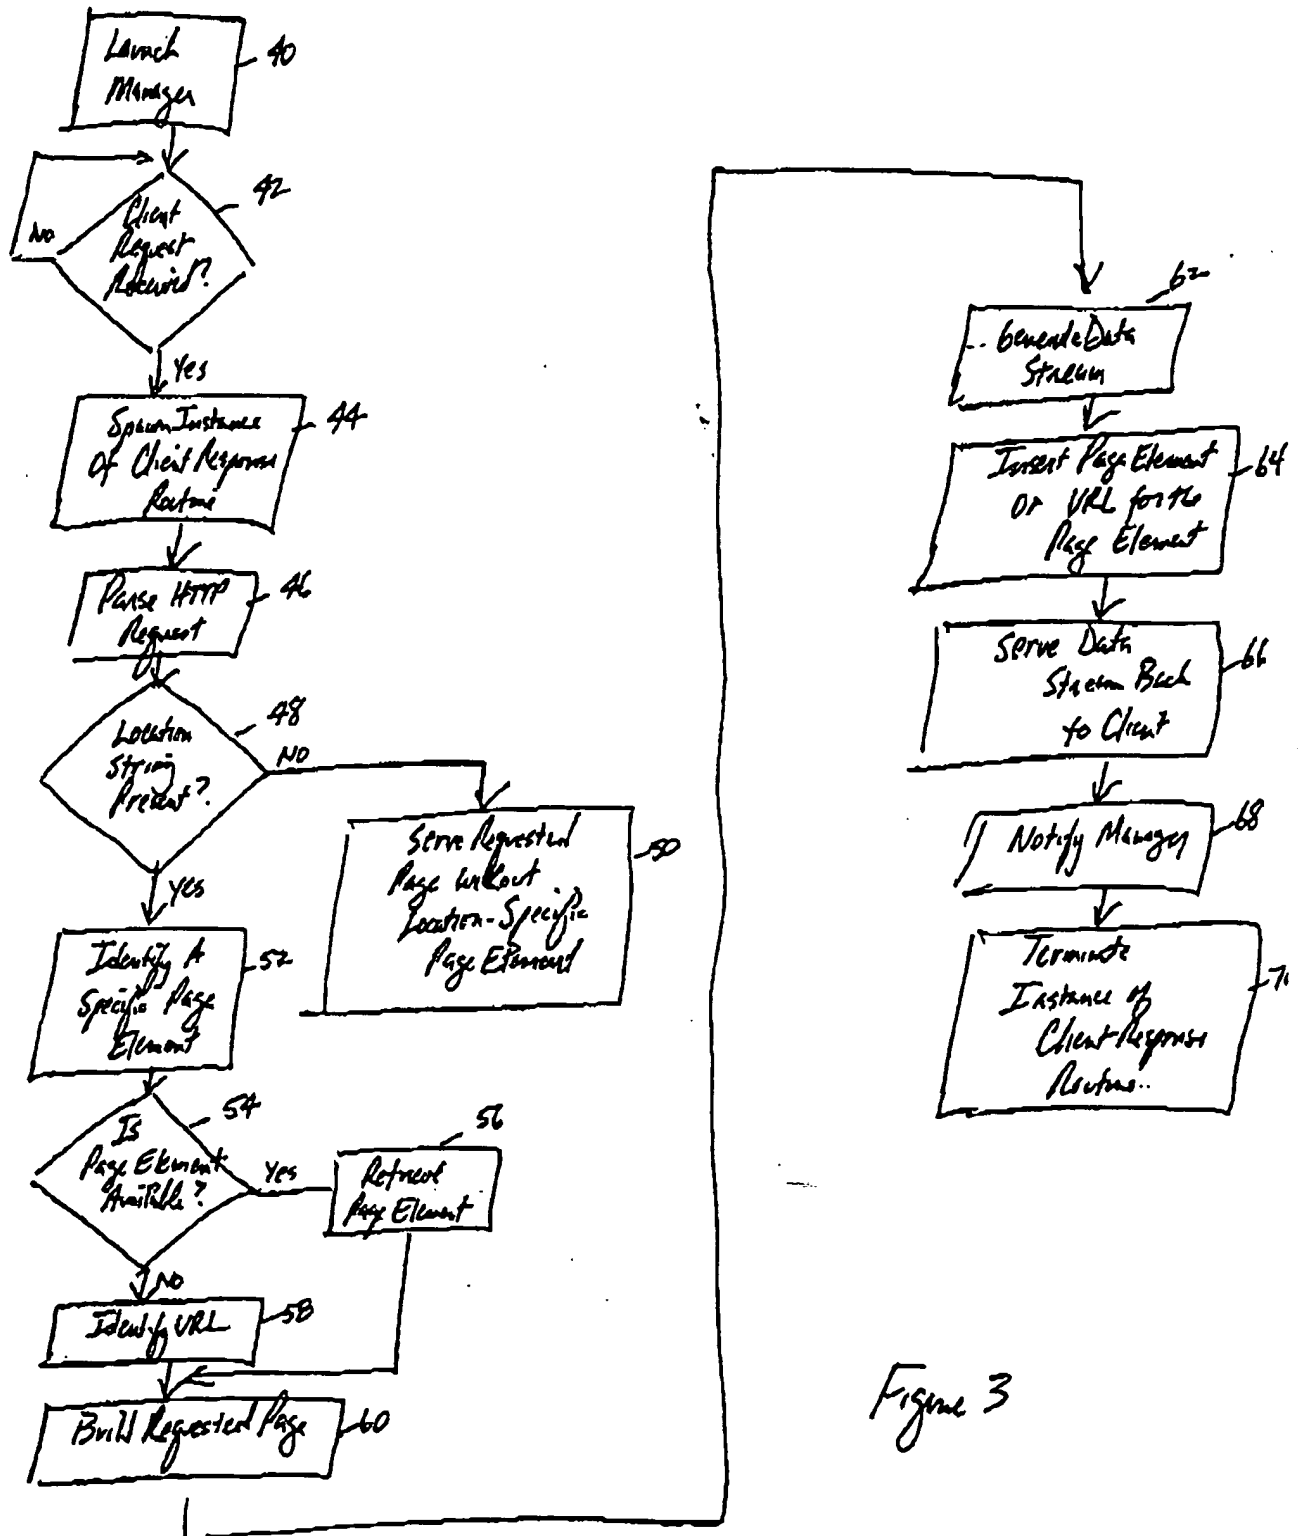 Launch
Manager
40
42
Client
Request
Received?
No
Yes
Spawn Instance
Of Client Response
Routine
44
Parse HTTP
Request
46
48
Location
String
Present?
NO
Yes
Serve Requested
Page Without
Location-Specific
Page Element
50
Identify A
Specific Page
Element
52
54
Is
Page Element
Available?
Yes
56
Retrieve
Page Element
NO
Identify URL
58
Build Requested Page
60
62
Generate Data
Stream
Insert Page Element
Or URL for the
Page Element
64
Serve Data
Stream Back
to Client
66
Notify Manager
68
Terminate
Instance of
Client Response
Routine
Figure 3